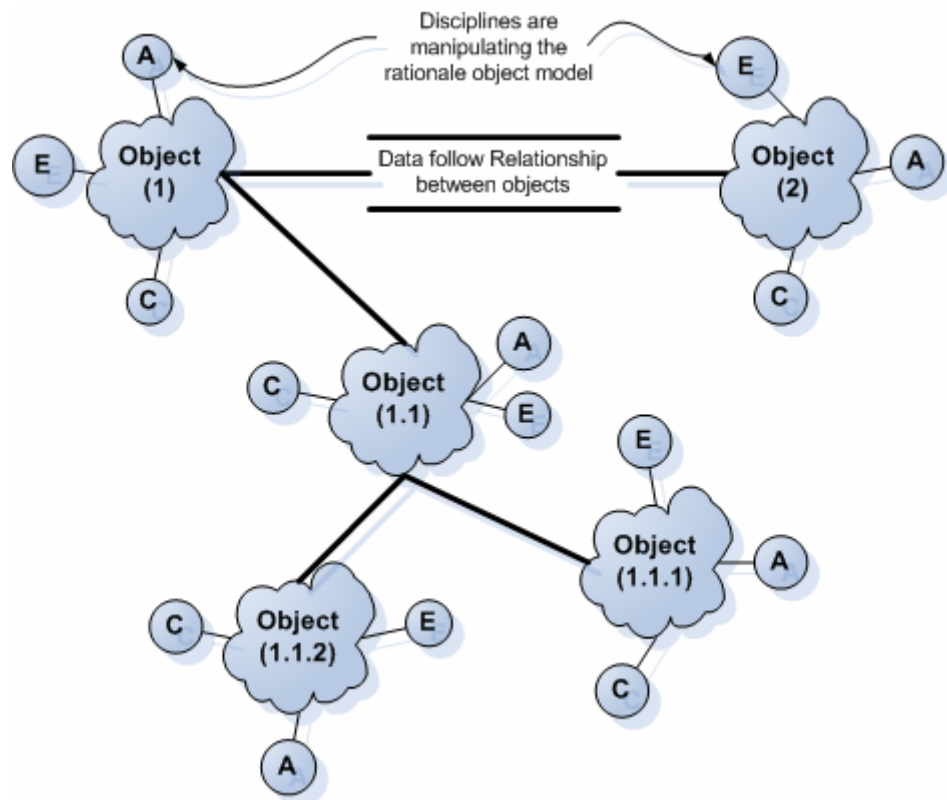 Disciplines are
manipulating the
rationale object model
A
E
E
Object
(1)
Data follow Relationship
between objects
Object
(2)
A
C
C
A
C
Object
(1.1)
E
E
Object
(1.1.1)
A
C
Object
(1.1.2)
E
C
A